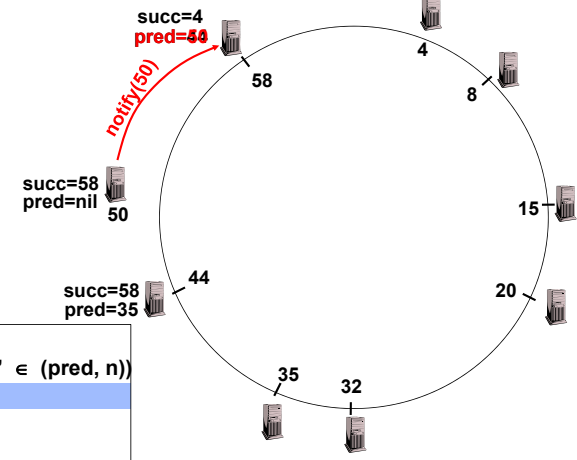 succ=4
pred=50
44
58
4
8
notify(50)
succ=58
pred=nil
50
15
44
succ=58
pred=35
20
' ∈ (pred, n))
35
32